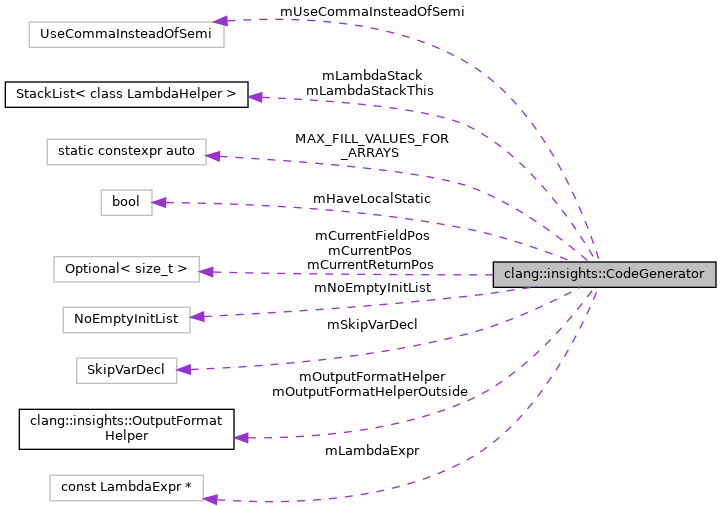 mUseCommaInsteadOfSemi
UseCommaInsteadOfSemi
mLambdaStack
mLambdaStackThis
StackList< class LambdaHelper >
MAX_FILL_VALUES_FOR
_ARRAYS
static constexpr auto
mHaveLocalStatic
bool
mCurrentFieldPos
mCurrentPos
mCurrentReturnPos
Optional< size_t >
clang::insights::CodeGenerator
mNoEmptyInitList
NoEmptyInitList
mSkipVarDecl
SkipVarDecl
mOutputFormatHelper
mOutputFormatHelperOutside
clang::insights::OutputFormat
Helper
mLambdaExpr
const LambdaExpr *